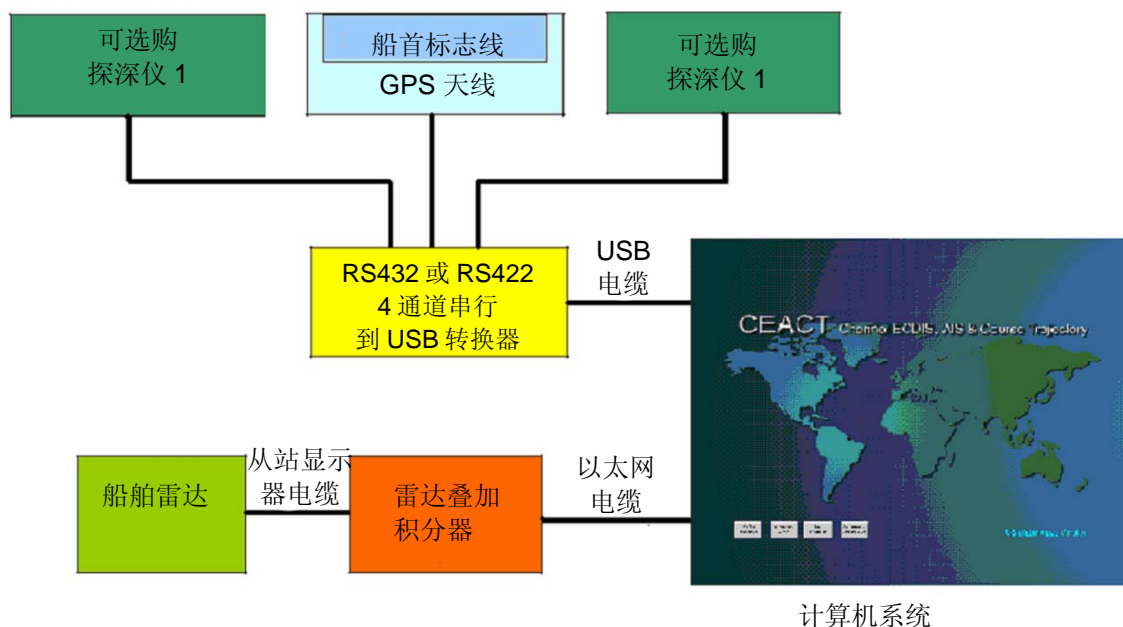 可选购
探深仪 1
船首标志线
GPS 天线
可选购
探深仪 1
RS432 或 RS422
4 通道串行
到 USB 转换器
USB
电缆
CEACT Channel ECDIS, AIS & Course Trajectory
船舶雷达
从站显示
器电缆
雷达叠加
积分器
以太网
电缆
计算机系统